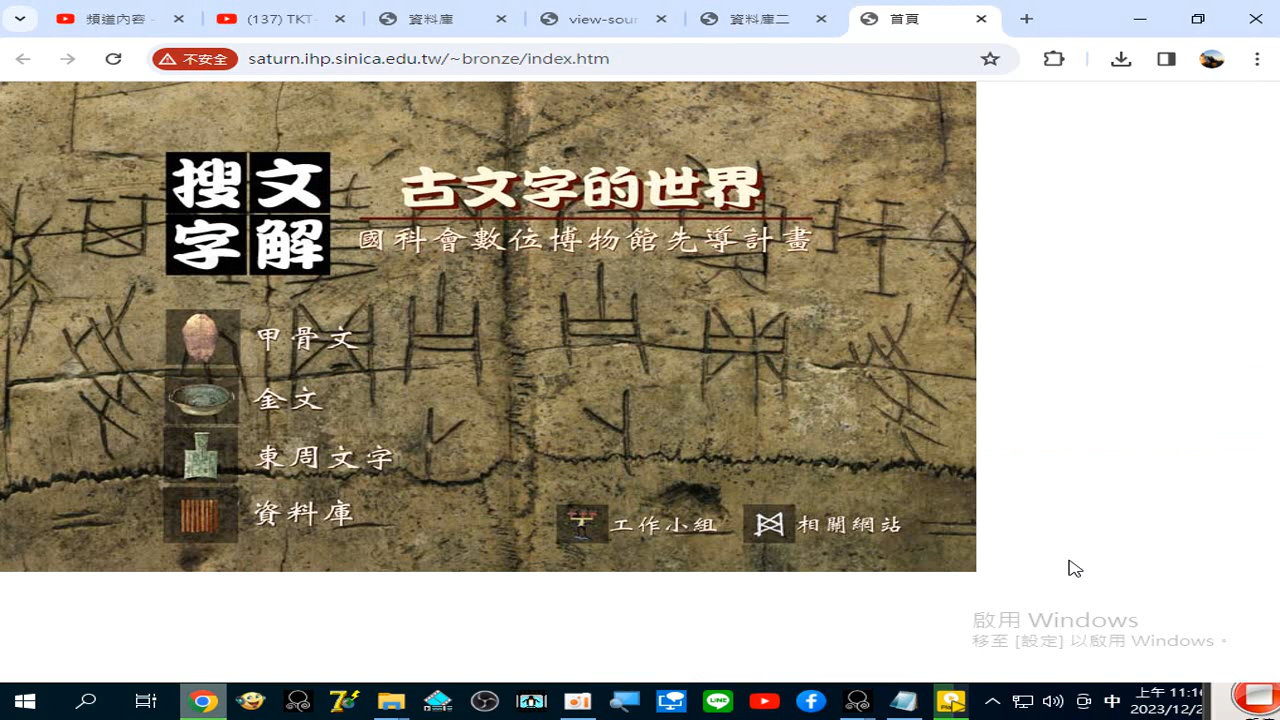 頻道內容 -
(137) TKT-
資料庫
view-sour
資料庫二
首頁
不安全
saturn.ihp.sinica.edu.tw/~bronze/index.htm
搜文
字解
古文字的世界
國科會數位博物館先導計畫
甲骨文
金文
東周文字
資料庫
工作小組
相關網站
啟用 Windows
移至 [設定] 以啟用 Windows。
中
上午 11:1
2023/12/2